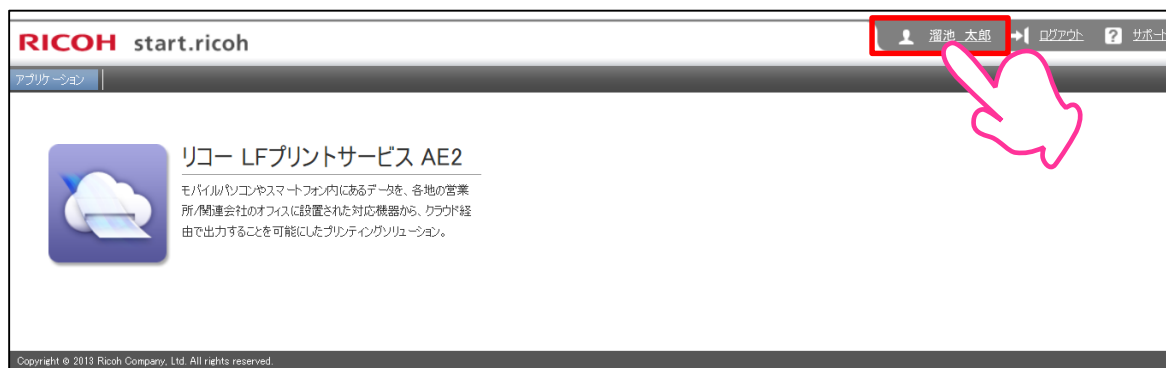 RICOH start.ricoh
溜池 太郎 ログアウト ? サポート
アプリケーション
リコー LFプリントサービス AE2
モバイルパソコンやスマートフォン内にあるデータを、各地の営業
所/関連会社のオフィスに設置された対応機器から、クラウド経
由で出力することを可能にしたプリンティングソリューション。
Copyright © 2013 Ricoh Company, Ltd. All rights reserved.